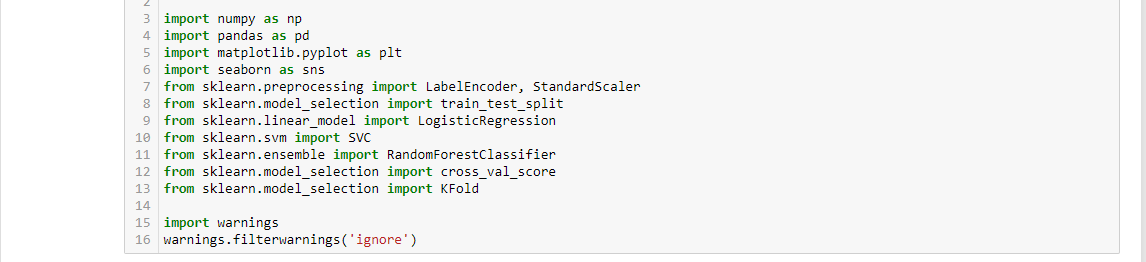 2
3 import numpy as np
4 import pandas as pd
5 import matplotlib.pyplot as plt
6 import seaborn as sns
7 from sklearn.preprocessing import LabelEncoder, StandardScaler
8 from sklearn.model_selection import train_test_split
9 from sklearn.linear_model import LogisticRegression
10 from sklearn.svm import SVC
11 from sklearn.ensemble import RandomForestClassifier
12 from sklearn.model_selection import cross_val_score
13 from sklearn.model_selection import KFold
14
15 import warnings
16 warnings.filterwarnings('ignore')